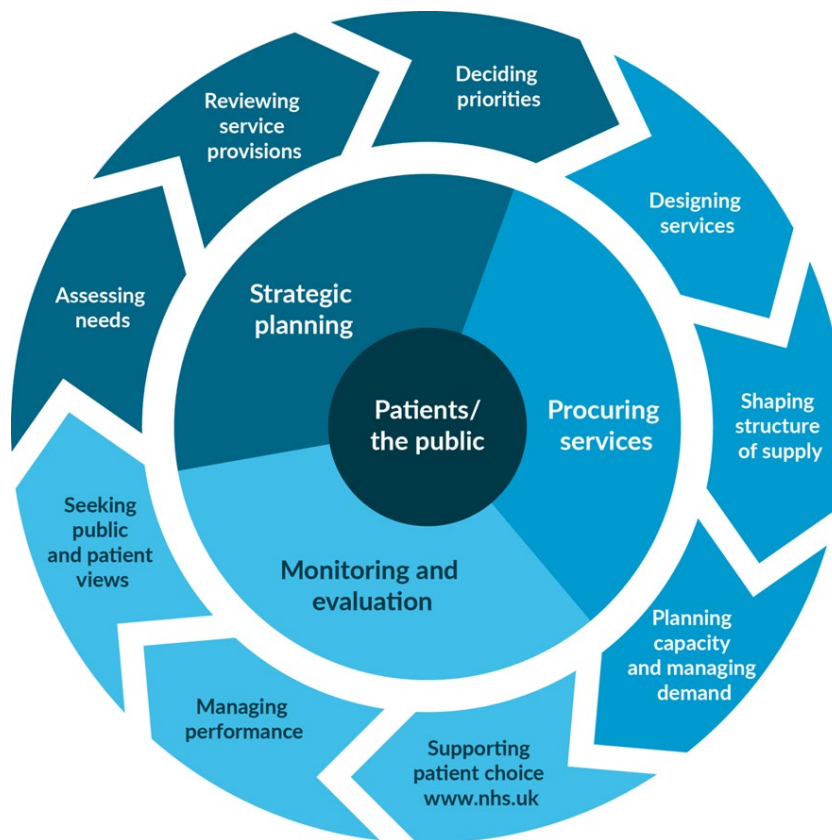 Deciding
priorities
Reviewing
service
provisions
Designing
services
Assessing
needs
Strategic
planning
Patients/
the public
Procuring
services
Shaping
structure
of supply
Seeking
public
and patient
views
Monitoring and
evaluation
Planning
capacity
and managing
demand
Managing
performance
Supporting
patient choice
www.nhs.uk